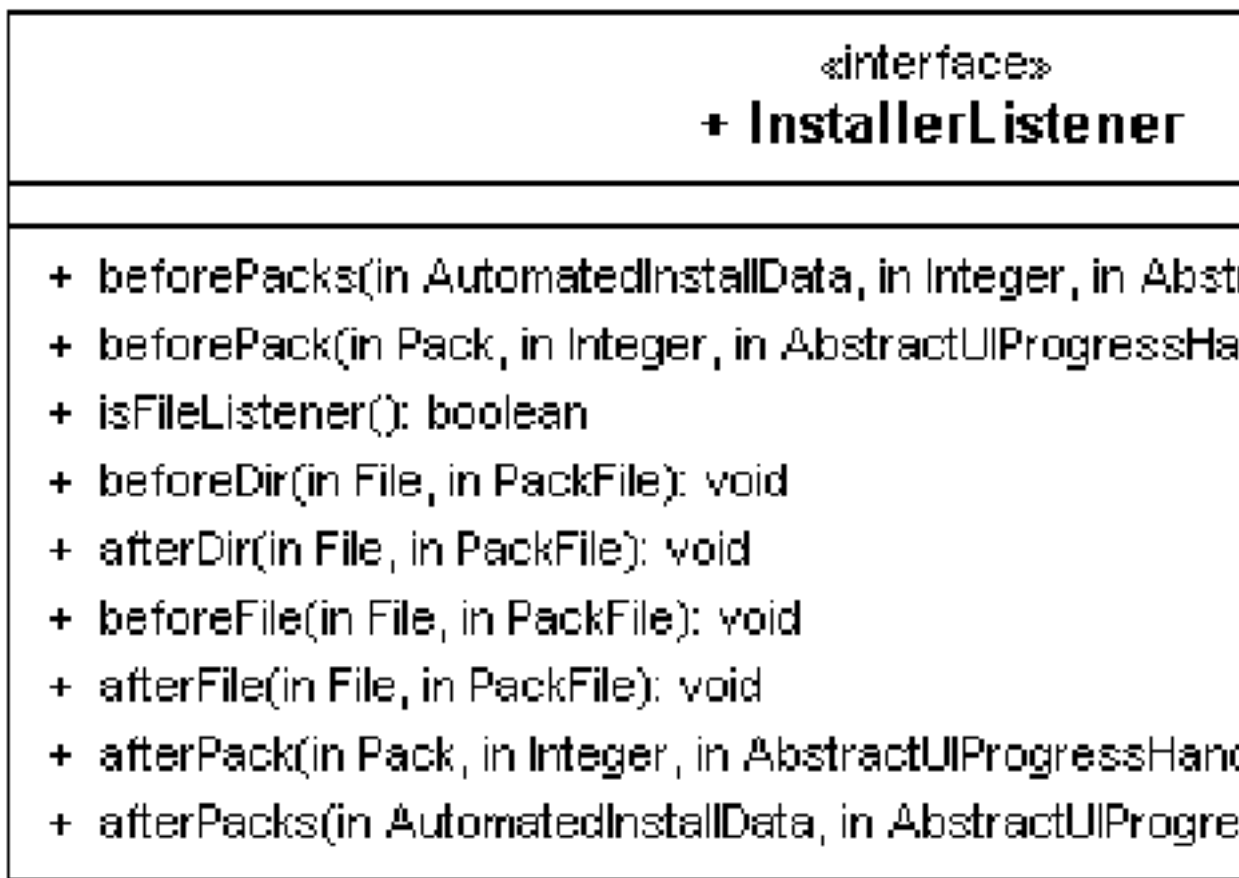 «interface»
+ InstallerListener
+ beforePacks(in AutomatedInstallData, in Integer, in Abstr
+ beforePack(in Pack, in Integer, in AbstractUIProgressHa
+ isFileListener(): boolean
+ beforeDir(in File, in PackFile): void
+ afterDir(in File, in PackFile): void
+ beforeFile(in File, in PackFile): void
+ afterFile(in File, in PackFile): void
+ afterPack(in Pack, in Integer, in AbstractUIProgressHand
+ afterPacks(in AutomatedInstallData, in AbstractUIProgre